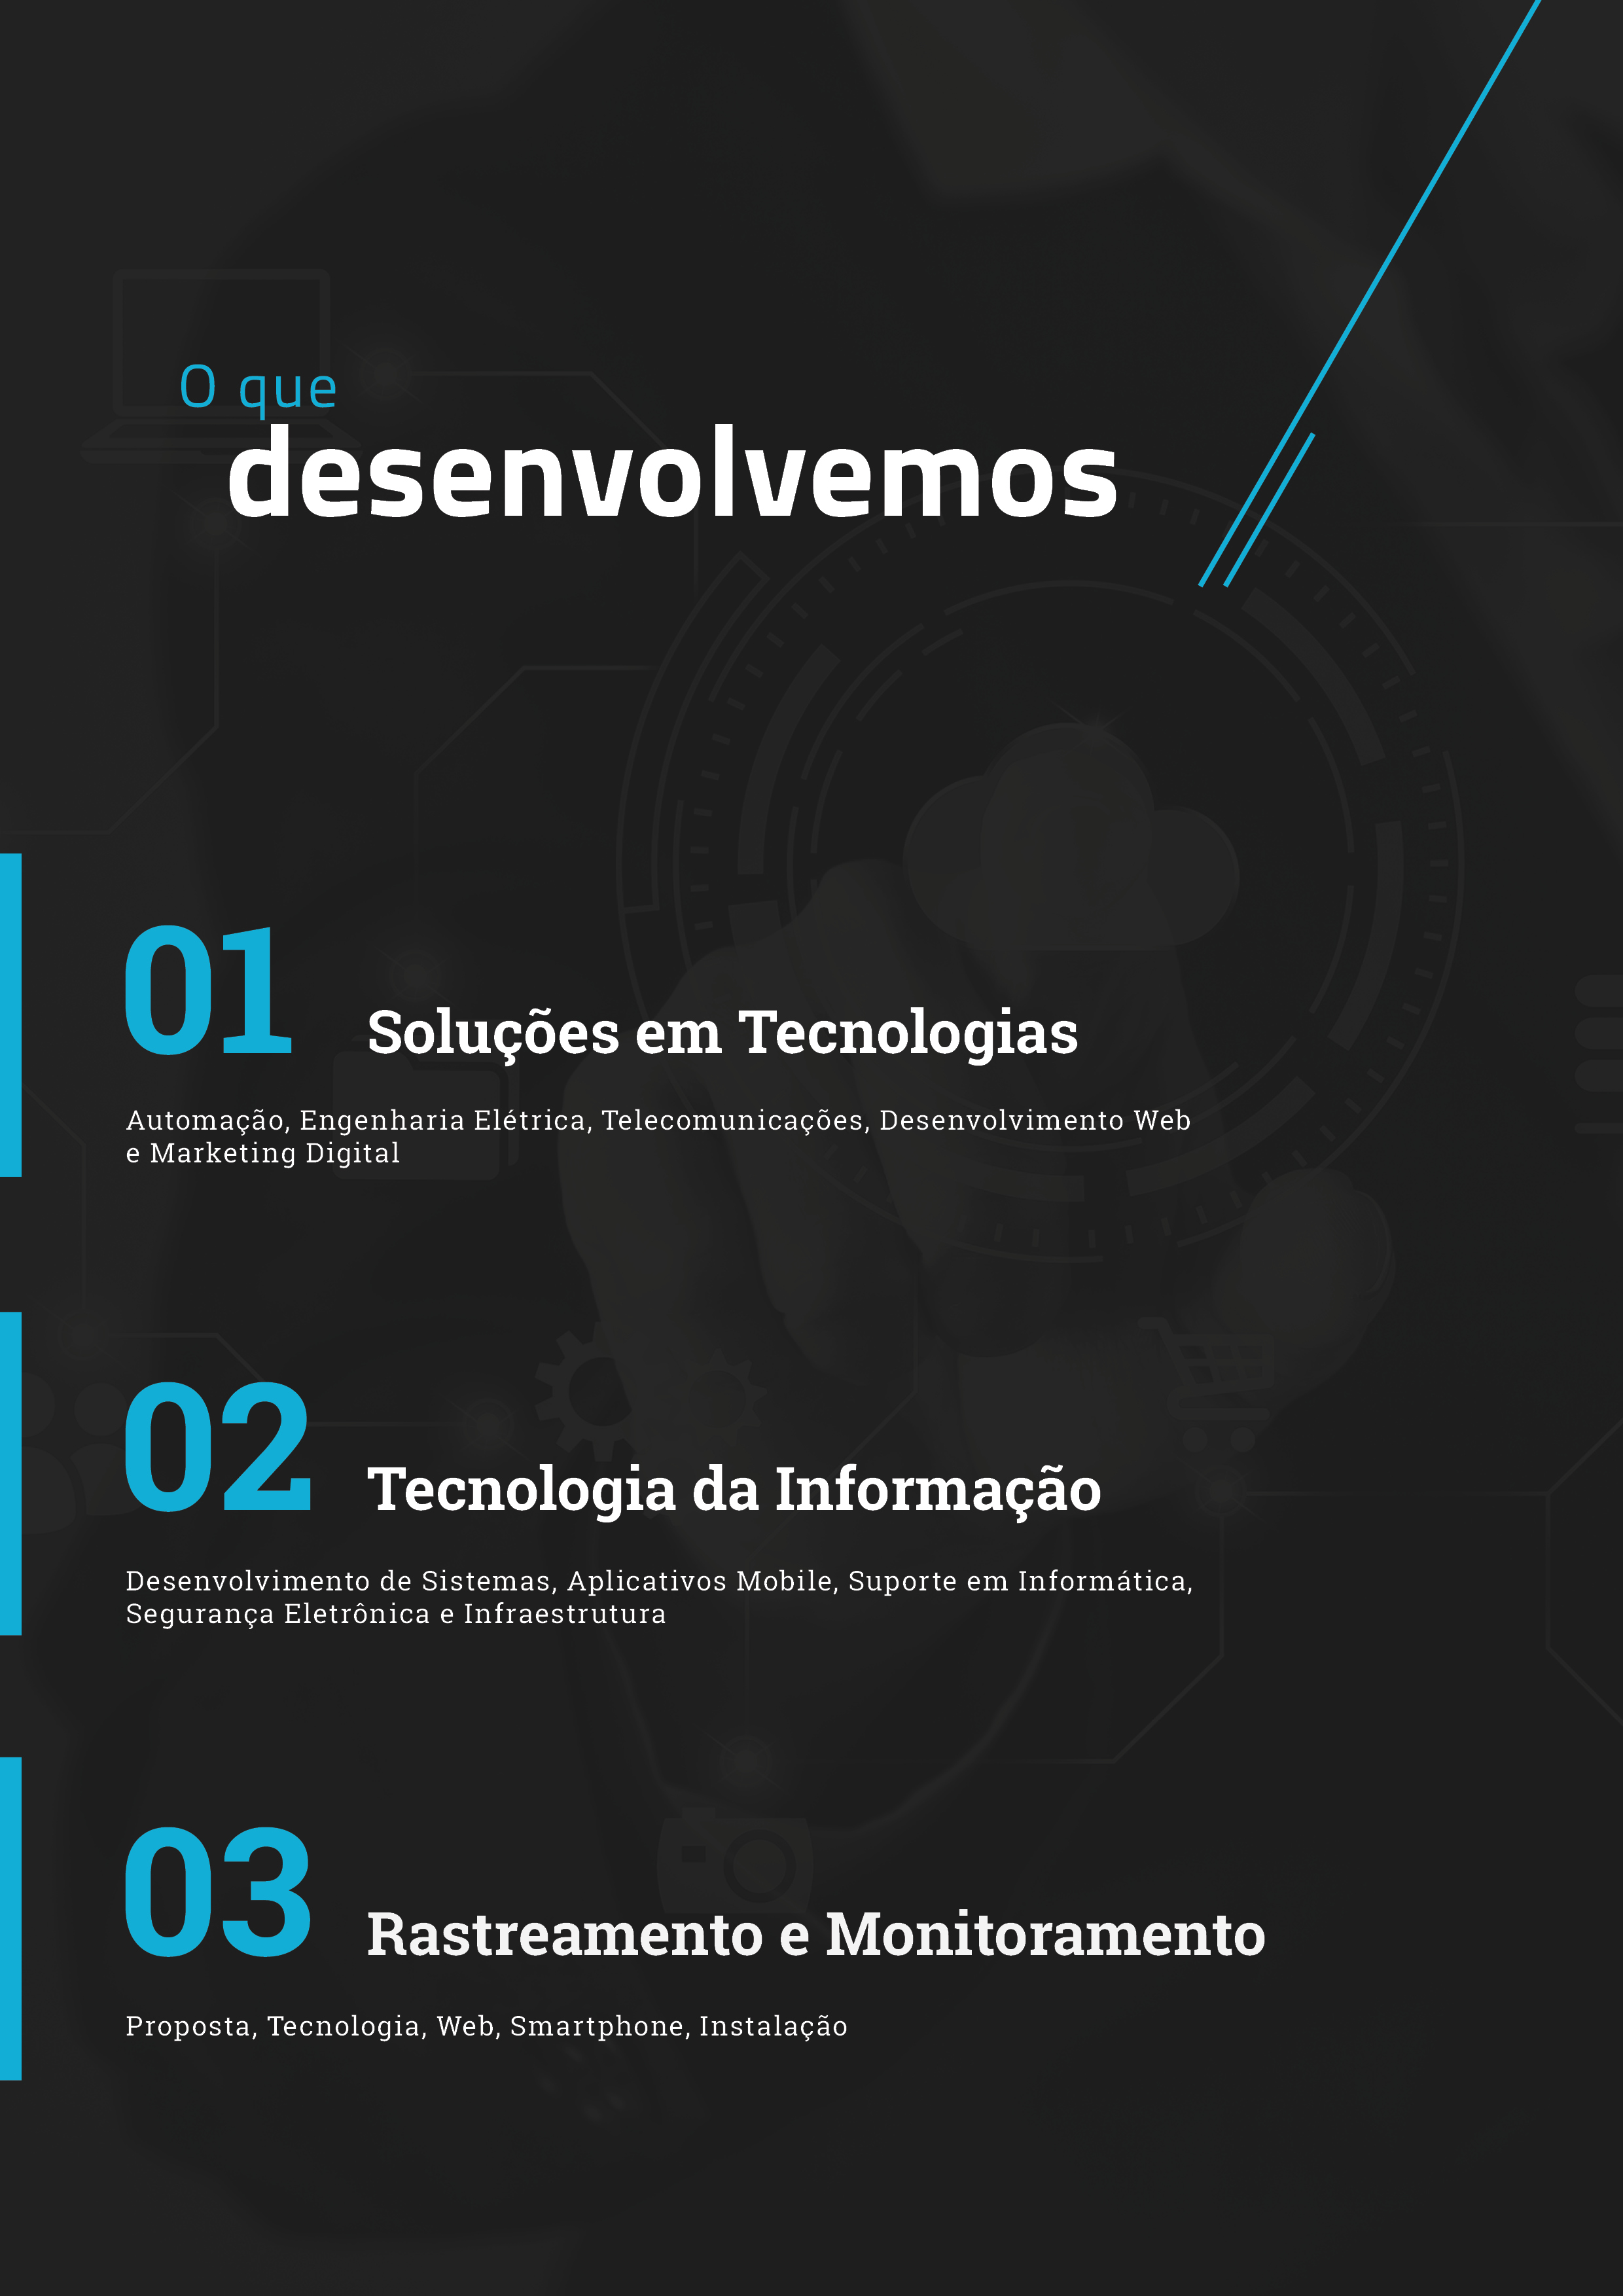 O que
desenvolvemos
01
Soluções em Tecnologias
Automação, Engenharia Elétrica, Telecomunicações, Desenvolvimento Web
e Marketing Digital
02
Tecnologia da Informação
Desenvolvimento de Sistemas, Aplicativos Mobile, Suporte em Informática,
Segurança Eletrônica e Infraestrutura
03
Rastreamento e Monitoramento
Proposta, Tecnologia, Web, Smartphone, Instalação